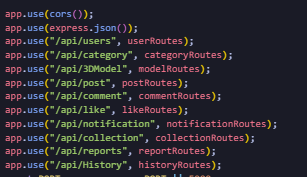 app.use(cors());
app.use(express.json());
app.use("/api/users", userRoutes);
app.use("/api/category", categoryRoutes);
app.use("/api/3DModel", modelRoutes);
app.use("/api/post", postRoutes);
app.use("/api/comment", commentRoutes);
app.use("/api/like", likeRoutes);
app.use("/api/notification", notificationRoutes);
app.use("/api/collection", collectionRoutes);
app.use("/api/reports", reportRoutes);
app.use("/api/History", historyRoutes);